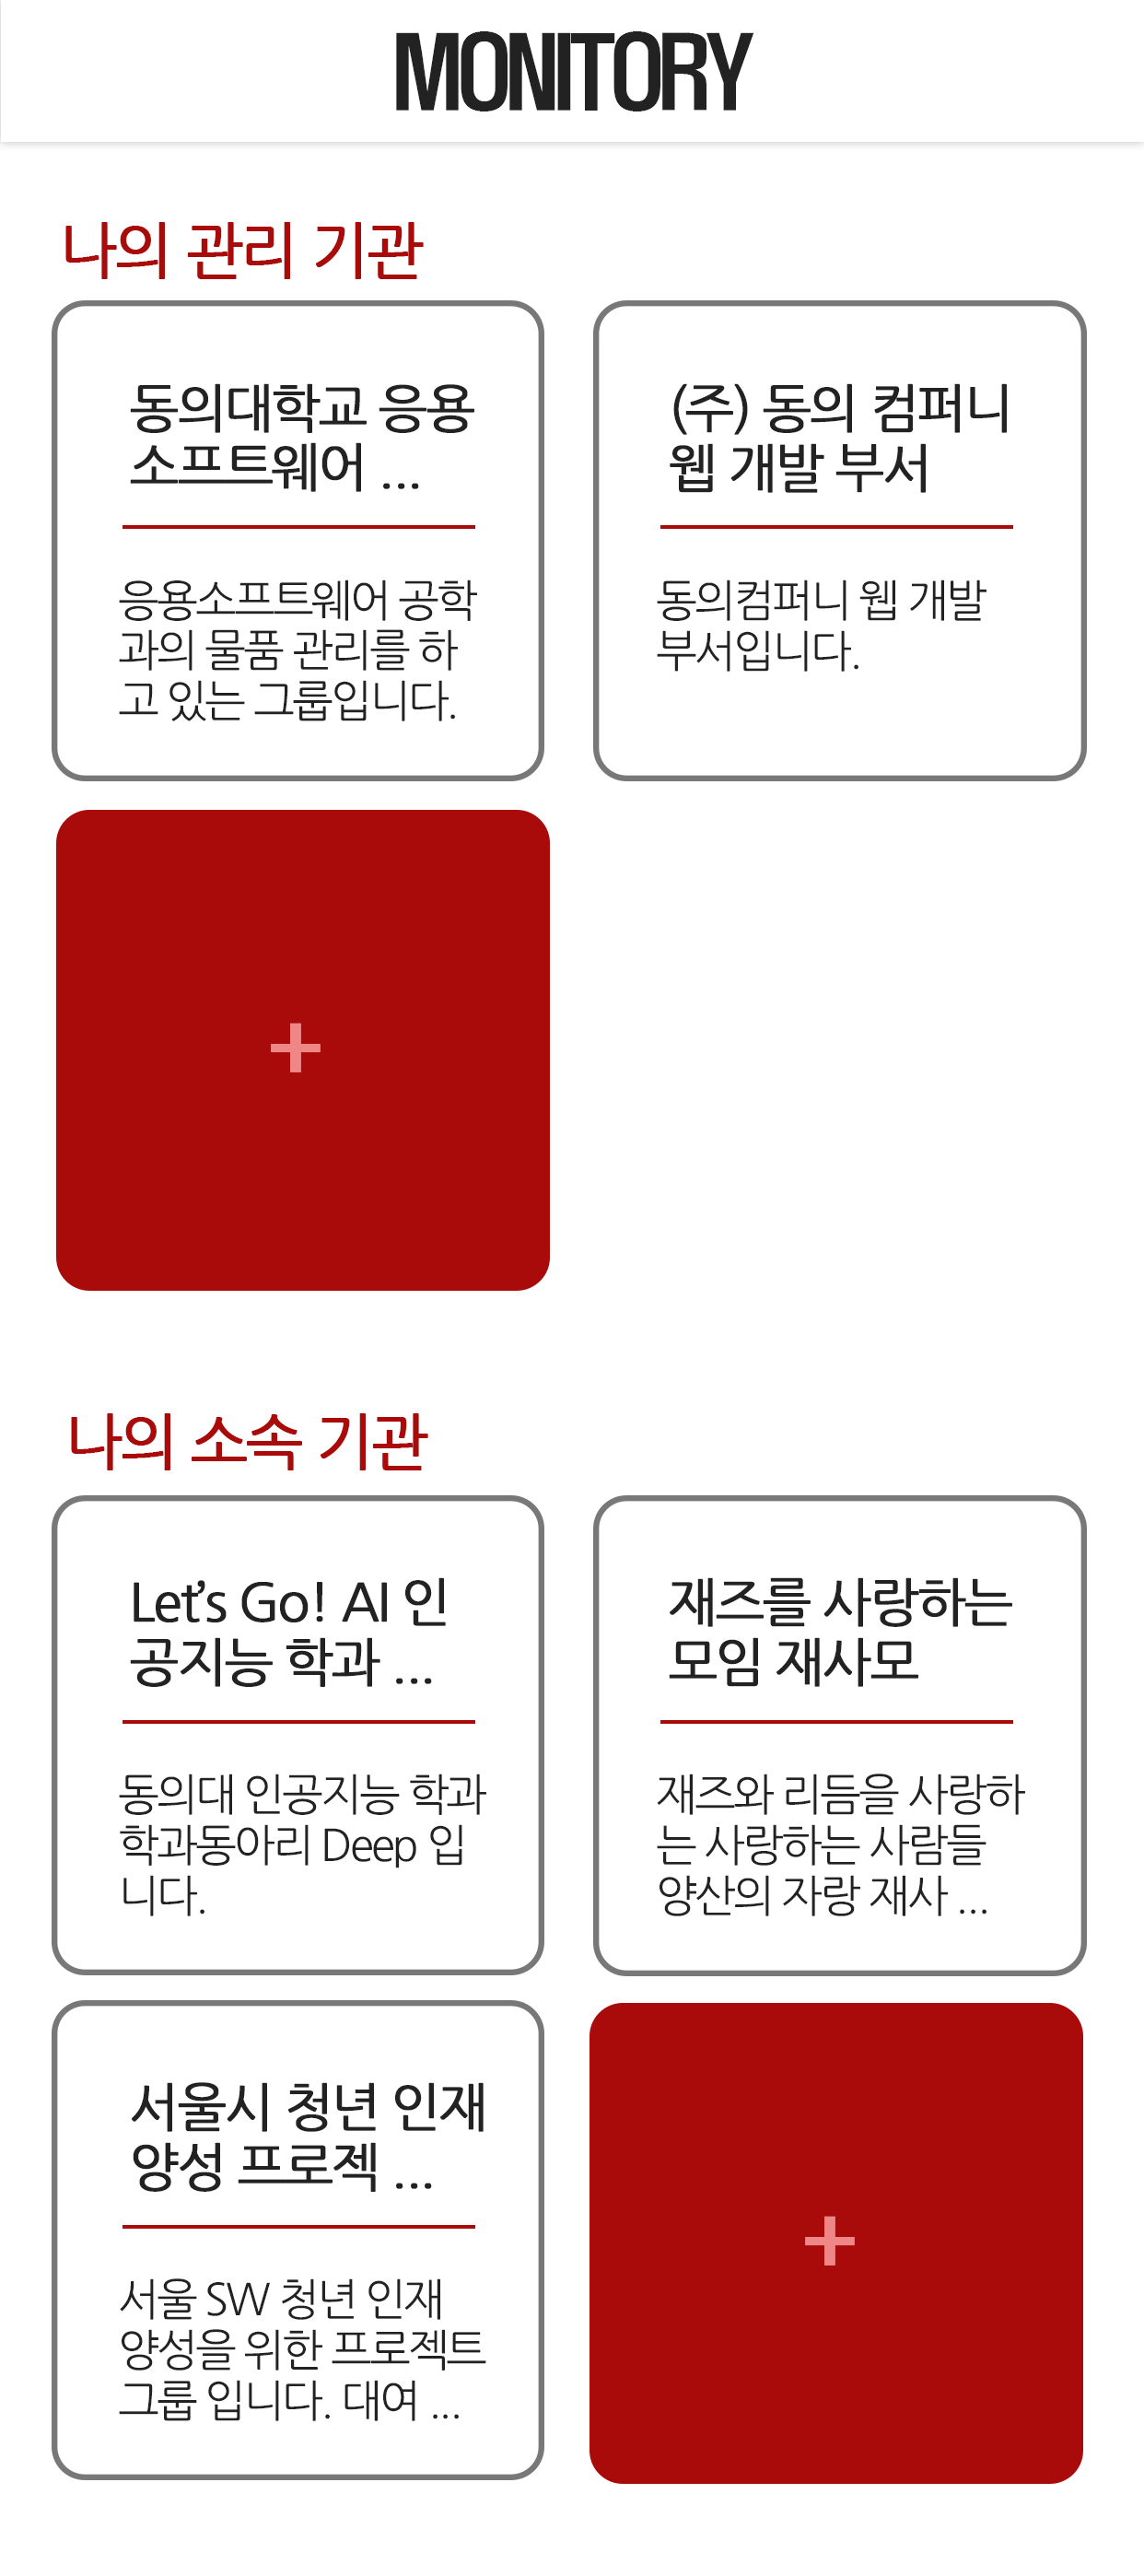 MONITORY
나의 관리 기관
동의대학교 응용
소프트웨어 ...
응용소프트웨어 공학
과의 물품 관리를 하
고 있는 그룹입니다.
(주) 동의 컴퍼니
웹 개발 부서
동의컴퍼니 웹 개발
부서입니다.
+
나의 소속 기관
Let's Go! AI 인
공지능 학과 ...
동의대 인공지능 학과
학과동아리 Deep 입
니다.
재즈를 사랑하는
모임 재사모
재즈와 리듬을 사랑하
는 사랑하는 사람들
양산의 자랑 재사 ...
서울시 청년 인재
양성 프로젝 ...
서울 SW 청년 인재
양성을 위한 프로젝트
그룹 입니다. 대여 ...
+